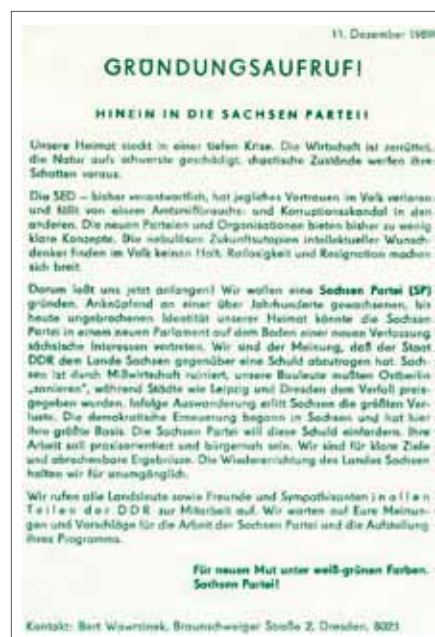 11. Dezember 1989
GRÜNDUNGSAUFRUF!
HINEIN IN DIE SACHSEN PARTEI!
Unsere Heimat steckt in einer tiefen Krise. Die Wirtschaft ist zerrüttet,
die Natur aufs schwerste geschädigt, chaotische Zustände werfen ihre
Schatten voraus.
Die SED – bisher verantwortlich, hat jegliches Vertrauen im Volk verloren
und fällt von einem Amtsmißbrauchs- und Korruptionsskandal in den
anderen. Die neuen Parteien und Organisationen bieten bisher zu wenig
klare Konzepte. Die nebulösen Zukunftsutopien intellektueller Wunsch-
denker finden im Volk keinen Halt. Ratlosigkeit und Resignation machen
sich breit.
Darum laßt uns jetzt anfangen! Wir wollen eine Sachsen Partei (SP)
gründen. Anknüpfend an einer über Jahrhunderte gewachsenen, bis
heute ungebrochenen Identität unserer Heimat könnte die Sachsen
Partei in einem neuen Parlament auf dem Boden einer neuen Verfassung
sächsische Interessen vertreten. Wir sind der Meinung, daß der Staat
DDR dem Lande Sachsen gegenüber eine Schuld abzutragen hat. Sach-
sen ist durch Mißwirtschaft ruiniert, unsere Bauleute mußten Ostberlin
„sanieren", während Städte wie Leipzig und Dresden dem Verfall preis-
gegeben wurden. Infolge Auswanderung erlitt Sachsen die größten Ver-
luste. Die demokratische Erneuerung begann in Sachsen und hat hier
ihre größte Basis. Die Sachsen Partei will diese Schuld einfordern. Ihre
Arbeit soll praxisorientiert und bürgernah sein. Wir sind für klare Ziele
und abrechenbare Ergebnisse. Die Wiedererrichtung des Landes Sachsen
halten wir für unumgänglich.
Wir rufen alle Landsleute sowie Freunde und Sympathisanten in allen
Teilen der DDR zur Mitarbeit auf. Wir warten auf Eure Meinun-
gen und Vorschläge für die Arbeit der Sachsen Partei und die Aufstellung
ihres Programms.
Für neuen Mut unter weiß-grünen Farben.
Sachsen Partei!
Kontakt: Bert Wawrzinek, Braunschweiger Straße 2, Dresden, 8023